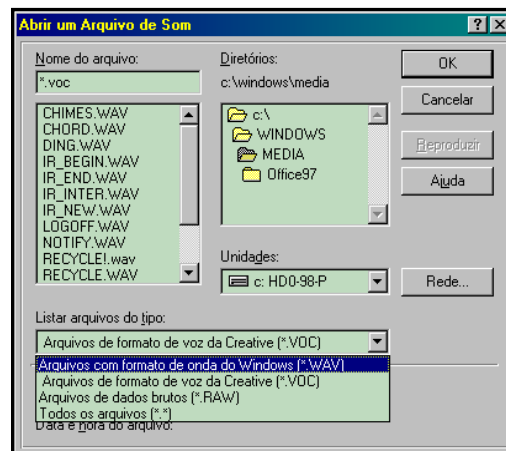 Abrir um Arquivo de Som
Nome do arquivo:
*.voc
CHIMES.WAV
CHORD.WAV
DING.WAV
IR_BEGIN.WAV
IR_END.WAV
IR_INTER.WAV
IR_NEW.WAV
LOGOFF.WAV
NOTIFY.WAV
RECYCLE!.wav
RECYCLE.WAV
Diretórios:
c:\windows\media
c:\
WINDOWS
MEDIA
Office97
Unidades:
c: HD0-98-P
OK
Cancelar
Reproduzir
Ajuda
Rede...
Listar arquivos do tipo:
Arquivos de formato de voz da Creative (*.VOC)
Arquivos com formato de onda do Windows (*.WAV)
Arquivos de formato de voz da Creative (*.VOC)
Arquivos de dados brutos (*.RAW)
Todos os arquivos (*.*)
Data e hora do arquivo: